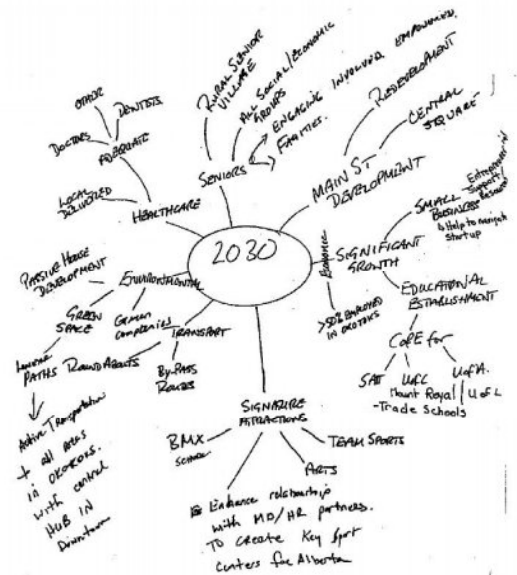 2030
SENIORS
RURAL SENIOR
VILLAGE
ALL SOCIAL/ECONOMIC
GROUPS
ENGAGING INVOLVED EMPOWERED.
FAMILIES.
MAIN ST
DEVELOPMENT
REDEVELOPMENT
CENTRAL
SQUARE
Economic
SIGNIFICANT
GROWTH
SMALL
BUSINESS
Entrepreneurial
Support/
Help to navigate
Start up
>50% EMPLOYED
IN OKOTOKS
EDUCATIONAL
ESTABLISHMENT
CofE for
SAIT UofC UofA.
Mount Royal / UofL
-Trade Schools
SIGNATURE
ATTRACTIONS
TEAM SPORTS
ARTS
Enhance relationship
with MD/HR partners.
TO CREATE Key Sport
Centers for Alberta
BMX
SCHOOL
TRANSPORT
By-PASS
ROUTES
ROUNDABOUTS
ENVIRONMENTAL
PASSIVE HOUSE
DEVELOPMENT
GREEN
SPACE
German
Companies
PATHS
Active Transportation
+ all areas
in OKOTOKS.
with central
HUB IN
Downtown
HEALTHCARE
LOCAL
DELIVERED
ADEQUATE
DOCTORS
OTHER
DENTISTS